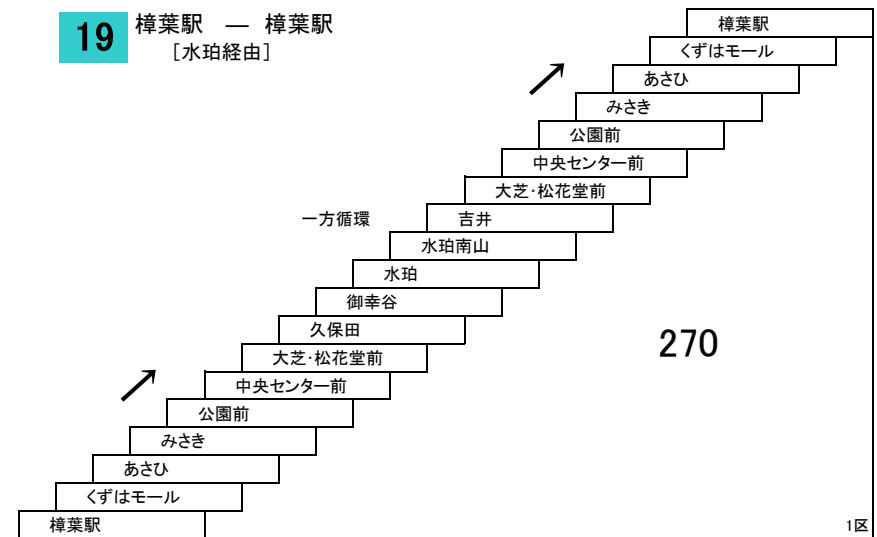 19
樟葉駅 ― 樟葉駅
[水珀経由]
樟葉駅
くずはモール
あさひ
みさき
公園前
中央センター前
大芝・松花堂前
一方循環
吉井
水珀南山
水珀
御幸谷
久保田
270
大芝・松花堂前
中央センター前
公園前
みさき
あさひ
くずはモール
樟葉駅
1区